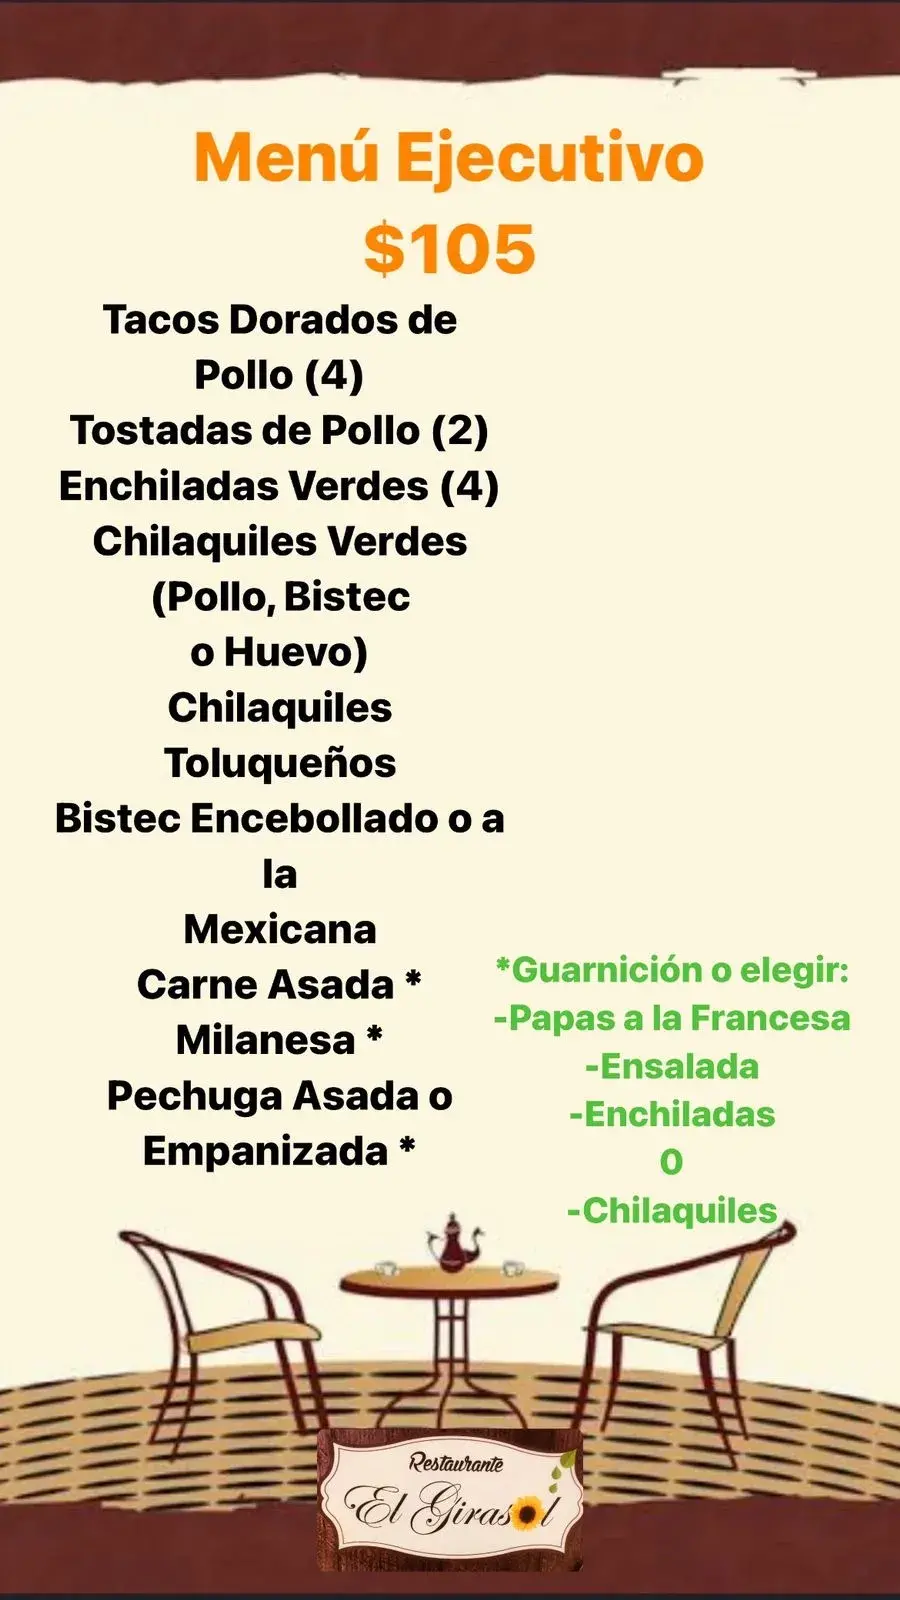 Menú Ejecutivo
$105
Tacos Dorados de
Pollo (4)
Tostadas de Pollo (2)
Enchiladas Verdes (4)
Chilaquiles Verdes
(Pollo, Bistec
o Huevo)
Chilaquiles
Toluqueños
Bistec Encebollado o a
la
Mexicana
Carne Asada *
Milanesa *
Pechuga Asada o
Empanizada *
*Guarnición o elegir:
-Papas a la Francesa
-Ensalada
-Enchiladas
0
-Chilaquiles
Restaurante
El Girasol